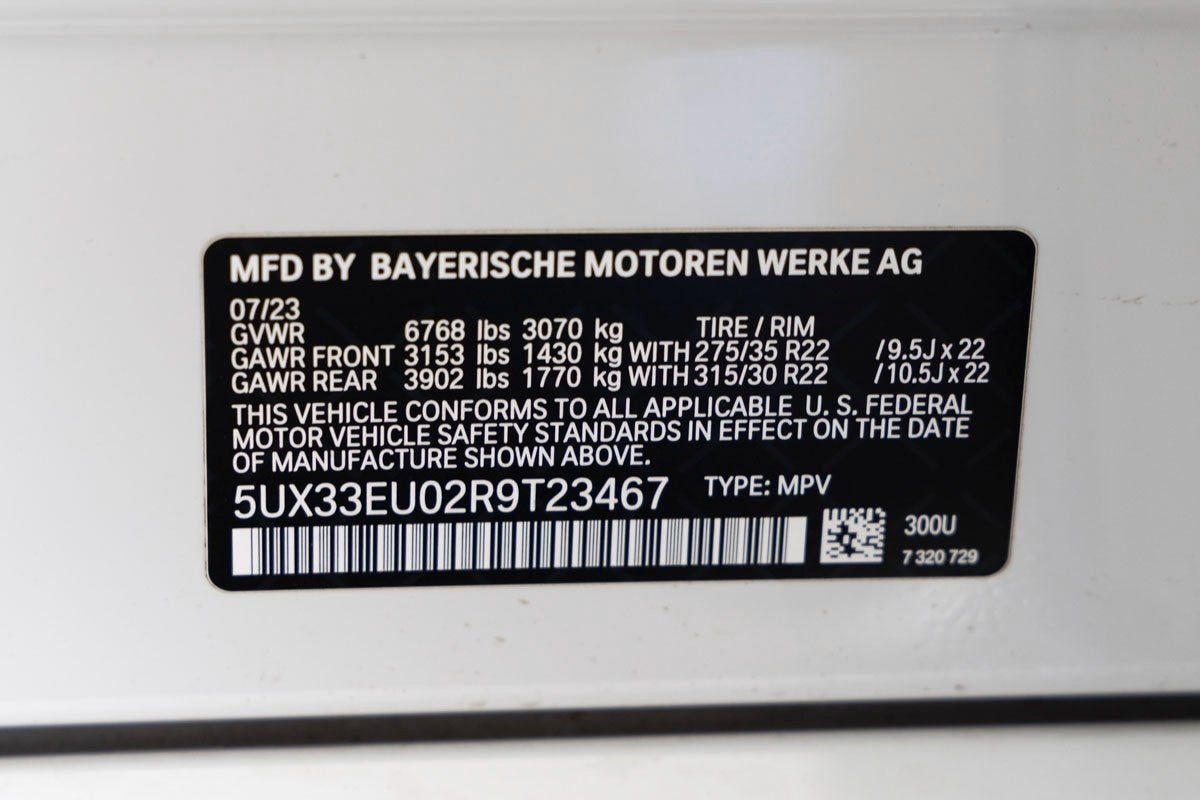 MFD BY BAYERISCHE MOTOREN WERKE AG
07/23
GVWR 6768 lbs 3070 kg TIRE / RIM
GAWR FRONT 3153 lbs 1430 kg WITH 275/35 R22 / 9.5J x 22
GAWR REAR 3902 lbs 1770 kg WITH 315/30 R22 / 10.5J x 22
THIS VEHICLE CONFORMS TO ALL APPLICABLE U. S. FEDERAL
MOTOR VEHICLE SAFETY STANDARDS IN EFFECT ON THE DATE
OF MANUFACTURE SHOWN ABOVE.
5UX33EU02R9T23467 TYPE: MPV
300U
7 320 729